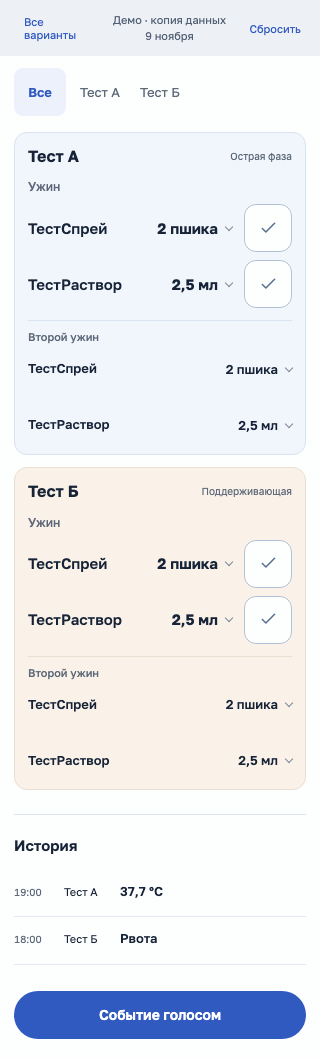 Все
варианты
Демо · копия данных
9 ноября
Сбросить
Все
Тест А
Тест Б
Тест А
Острая фаза
Ужин
ТестСпрей
2 пшика
ТестРаствор
2,5 мл
Второй ужин
ТестСпрей
2 пшика
ТестРаствор
2,5 мл
Тест Б
Поддерживающая
Ужин
ТестСпрей
2 пшика
ТестРаствор
2,5 мл
Второй ужин
ТестСпрей
2 пшика
ТестРаствор
2,5 мл
История
19:00 Тест А 37,7 °C
18:00 Тест Б Рвота
Событие голосом